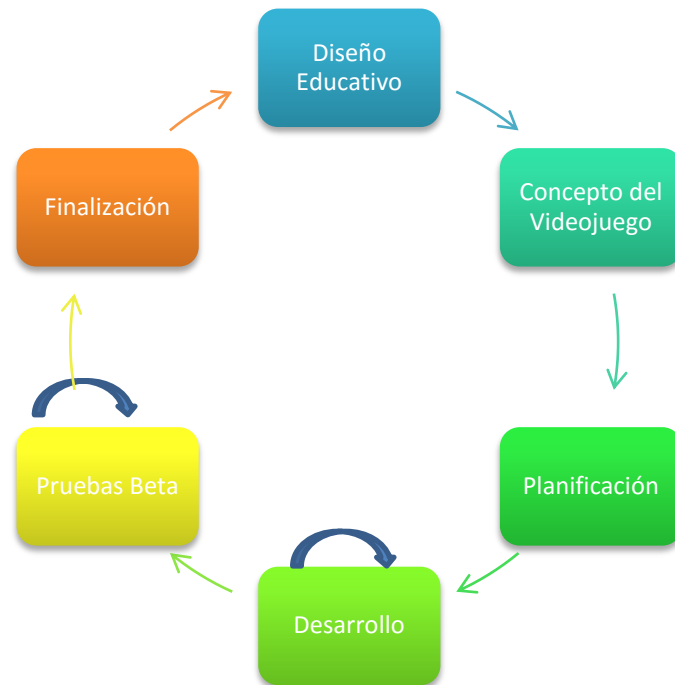 Diseño
Educativo
Concepto del
Videojuego
Planificación
Desarrollo
Pruebas Beta
Finalización